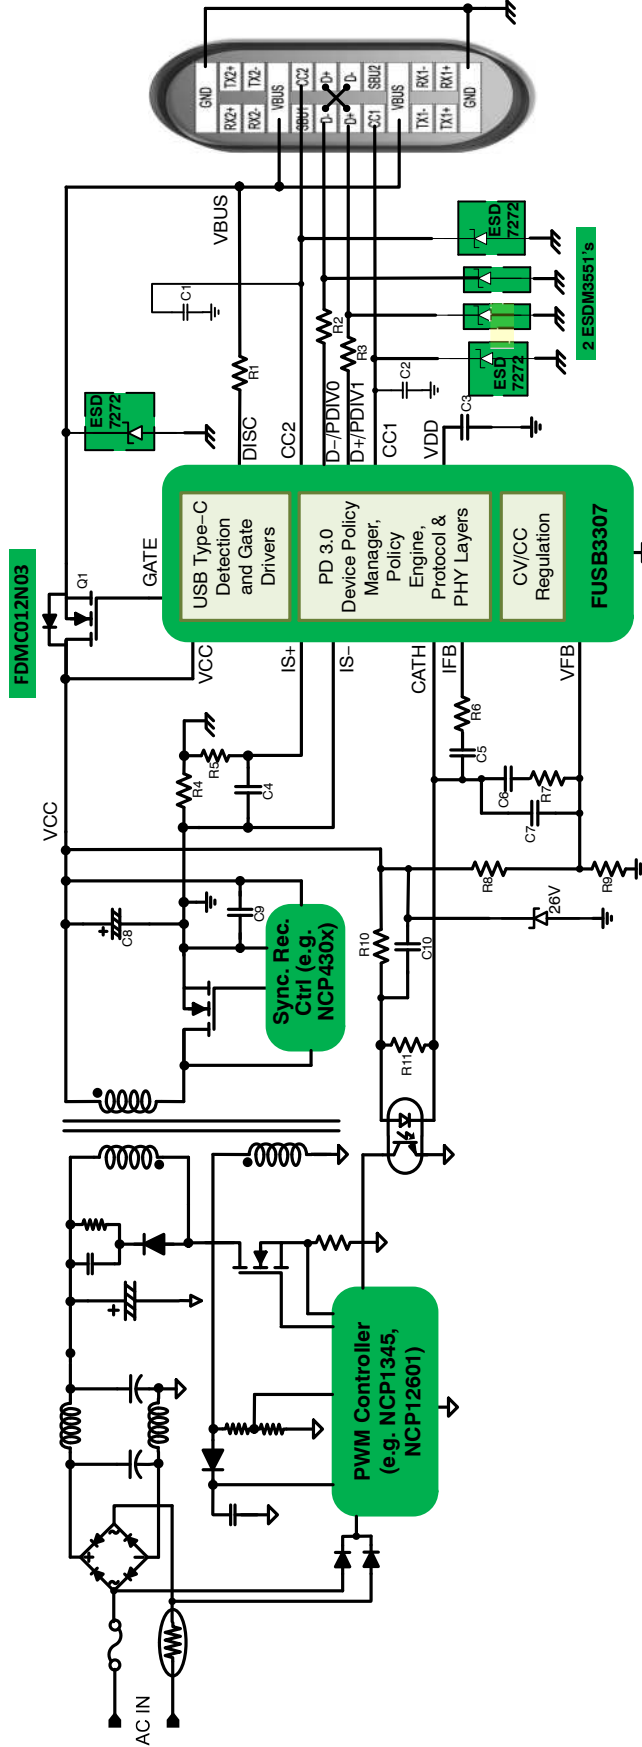 GND
TX2+
TX2-
VBUS
CC2
D+
D-
SBU2
VBUS
RX1-
RX1+
GND
RX2+
RX2-
SBU1
D-
D+
CC1
TX1-
TX1+
VBUS
C1
R1
R2
R3
C2
C3
ESD
7272
ESD
7272
ESD
7272
2 ESDM3551's
DISC
CC2
D−/PDIV0
D+/PDIV1
CC1
VDD
FDMC012N03
Q1
GATE
USB Type−C
Detection
and Gate
Drivers
PD 3.0
Device Policy
Manager,
Policy
Engine,
Protocol &
PHY Layers
CV/CC
Regulation
FUSB3307
VCC
IS+
IS−
CATH
IFB
VFB
VCC
R4
R5
C4
R6
C5
C6
R7
C7
R8
R9
26V
R10
C10
R11
+
C8
C9
Sync. Rec.
Ctrl (e.g.
NCP430x)
PWM Controller
(e.g. NCP1345,
NCP12601)
+
+
~
~
−
AC IN